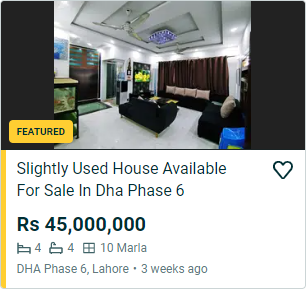 FEATURED
Slightly Used House Available
For Sale In Dha Phase 6
Rs 45,000,000
4 4 10 Marla
DHA Phase 6, Lahore • 3 weeks ago